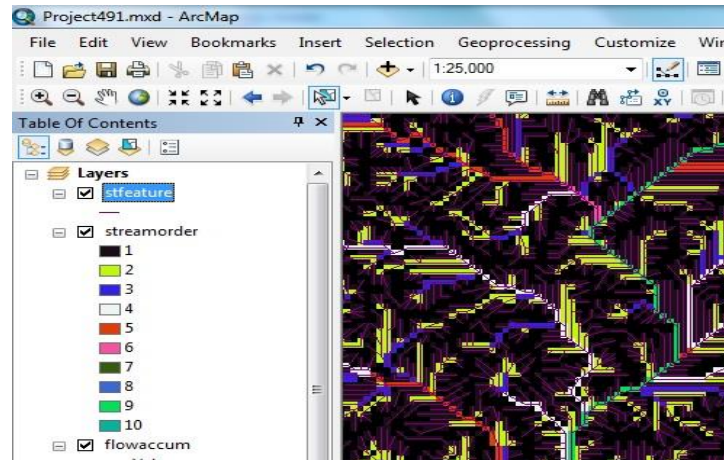 Project491.mxd - ArcMap
File Edit View Bookmarks Insert Selection Geoprocessing Customize Wir
1:25,000
Table Of Contents
Layers
stfeature
streamorder
1
2
3
4
5
6
7
8
9
10
flowaccum